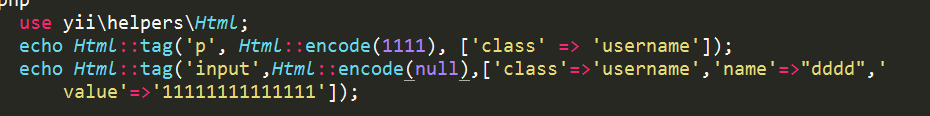 php
use yii\helpers\Html;
echo Html::tag('p', Html::encode(1111), ['class' => 'username']);
echo Html::tag('input',Html::encode(null),['class'=>'username','name'=>"dddd",'
value'=>'11111111111111']);